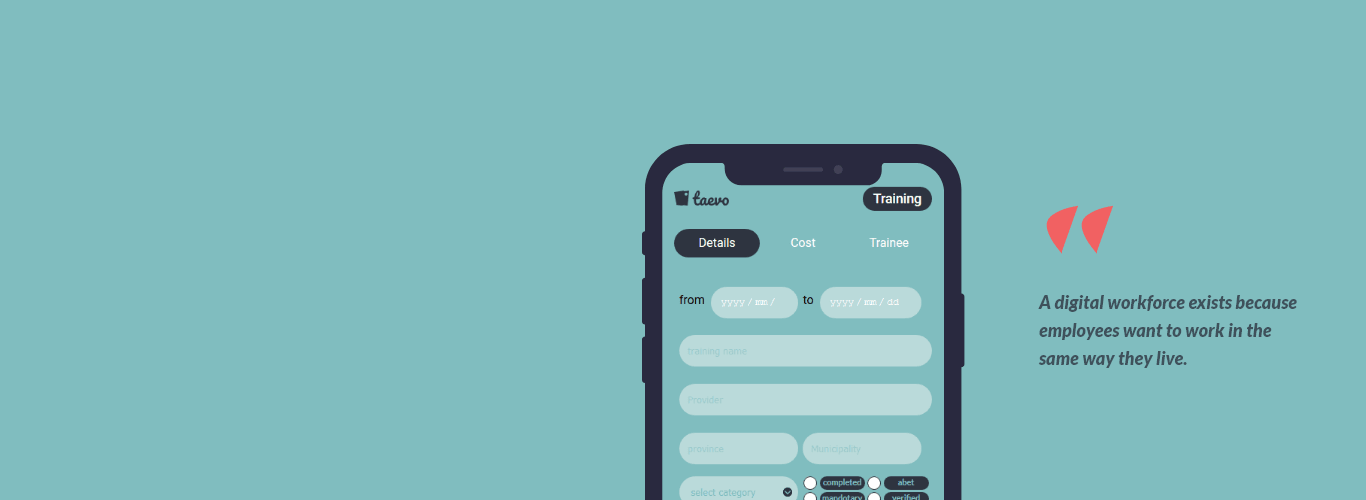 taevo
Training
Details Cost Trainee
from yyyy / mm / to yyyy / mm / dd
training name
Provider
province Municipality
select category
completed abet
mandotary verified
A digital workforce exists because
employees want to work in the
same way they live.